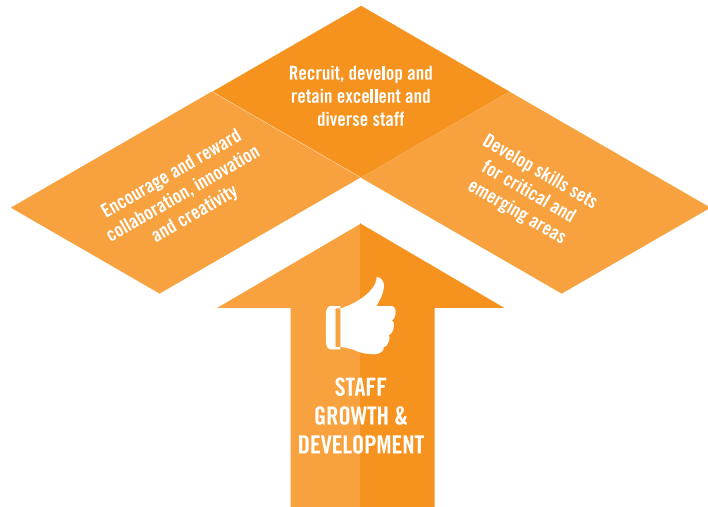 Recruit, develop and
retain excellent and
diverse staff
Encourage and reward
collaboration, innovation
and creativity
Develop skills sets
for critical and
emerging areas
STAFF
GROWTH &
DEVELOPMENT